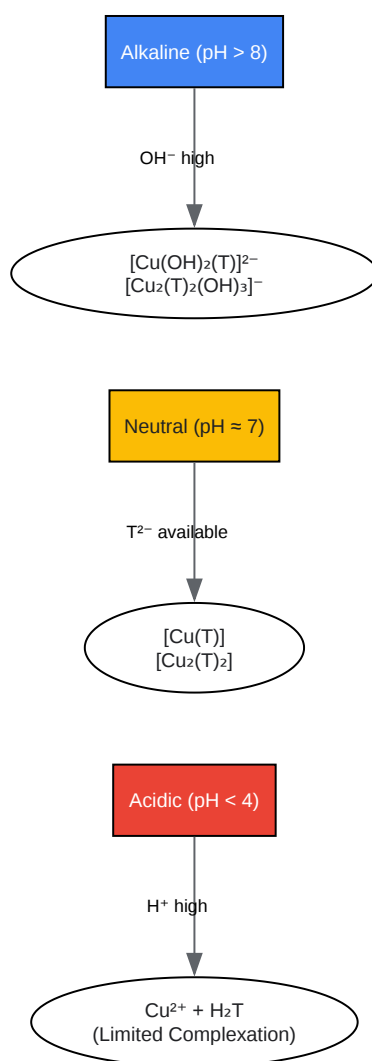 Alkaline (pH > 8)
OH⁻ high
[Cu(OH)₂(T)]²⁻
[Cu₂(T)₂(OH)₃]⁻
Neutral (pH ≈ 7)
T²⁻ available
[Cu(T)]
[Cu₂(T)₂]
Acidic (pH < 4)
H⁺ high
Cu²⁺ + H₂T
(Limited Complexation)